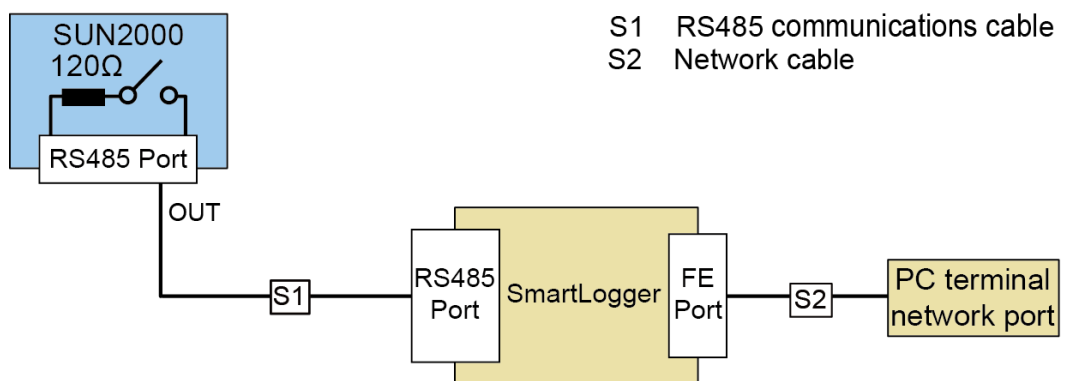 SUN2000
120Ω
RS485 Port
OUT
S1 RS485 communications cable
S2 Network cable
S1
RS485
Port
SmartLogger
FE
Port
S2
PC terminal
network port